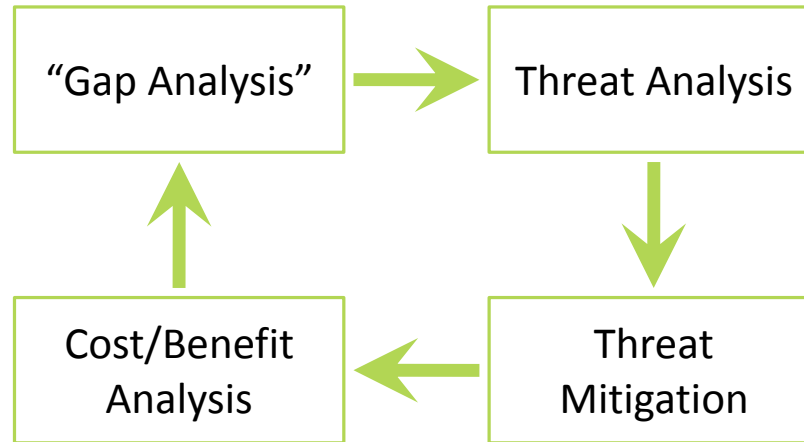 “Gap Analysis”
Threat Analysis
Cost/Benefit
Analysis
Threat
Mitigation